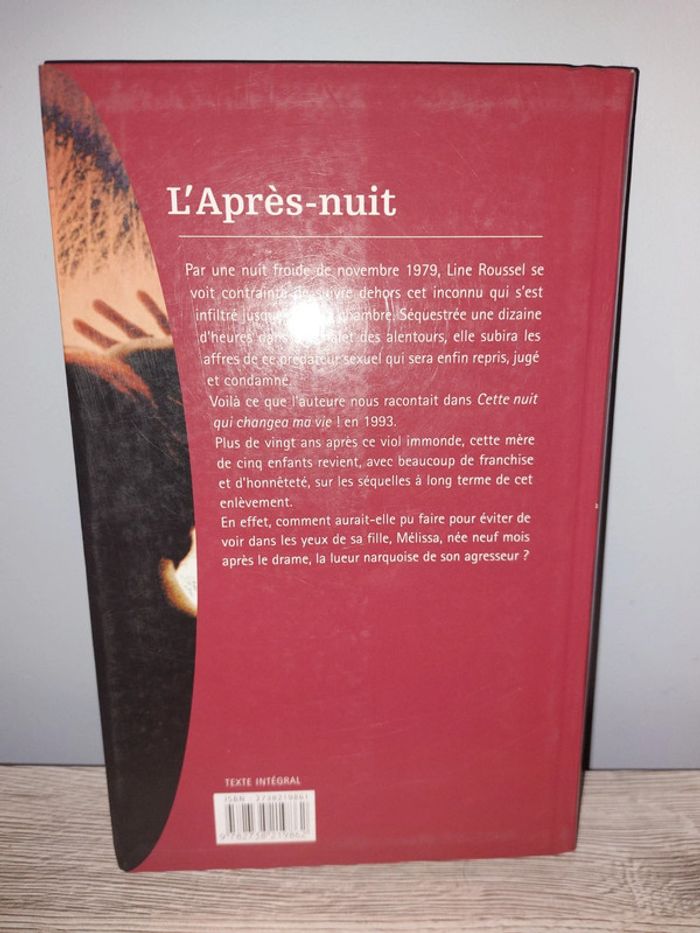 L'Après-nuit
Par une nuit froide de novembre 1979, Line Roussel se
voit contrainte de suivre dehors cet inconnu qui s'est
infiltré jusque chambre. Séquestrée une dizaine
d'heures dans chalet des alentours, elle subira les
affres de ce prédateur sexuel qui sera enfin repris, jugé
et condamné.
Voilà ce que l'auteure nous racontait dans Cette nuit
qui changea ma vie ! en 1993.
Plus de vingt ans après ce viol immonde, cette mère
de cinq enfants revient, avec beaucoup de franchise
et d'honnêteté, sur les séquelles à long terme de cet
enlèvement.
En effet, comment aurait-elle pu faire pour éviter de
voir dans les yeux de sa fille, Mélissa, née neuf mois
après le drame, la lueur narquoise de son agresseur ?
TEXTE INTÉGRAL
ISBN 2738219861
9782738219862